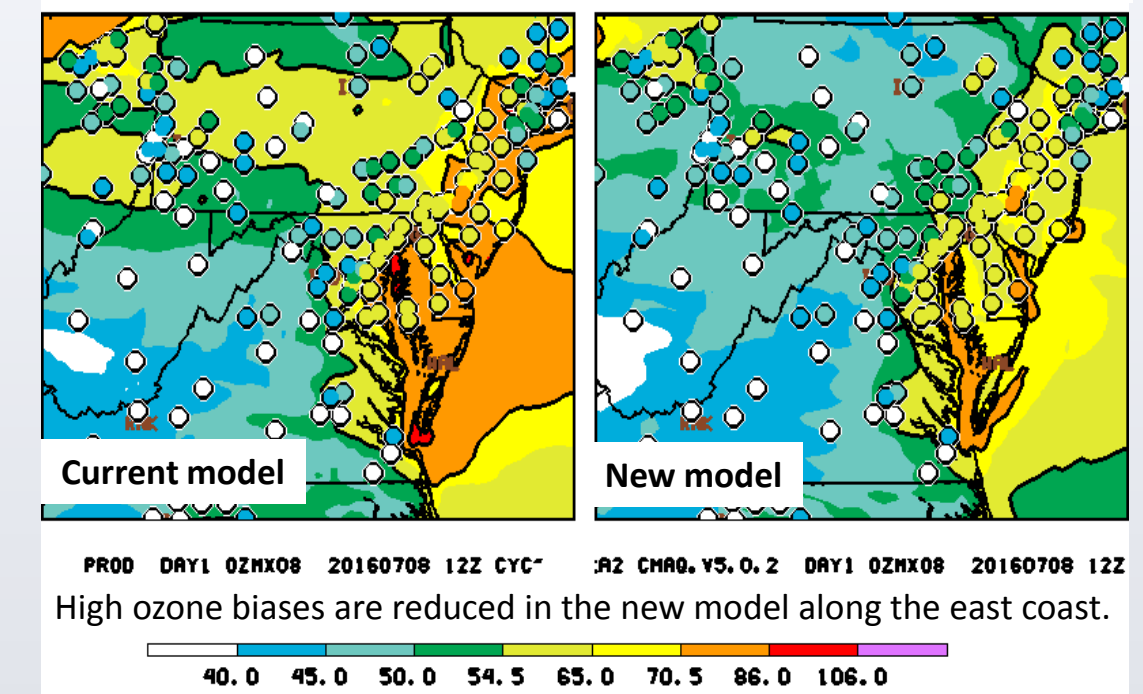 Current model
New model
PROD DAY1 OZMX08 20160708 12Z CYC
A2 CMAQ.V5.0.2 DAY1 OZMX08 20160708 12Z
High ozone biases are reduced in the new model along the east coast.
40.0 45.0 50.0 54.5 65.0 70.5 86.0 106.0